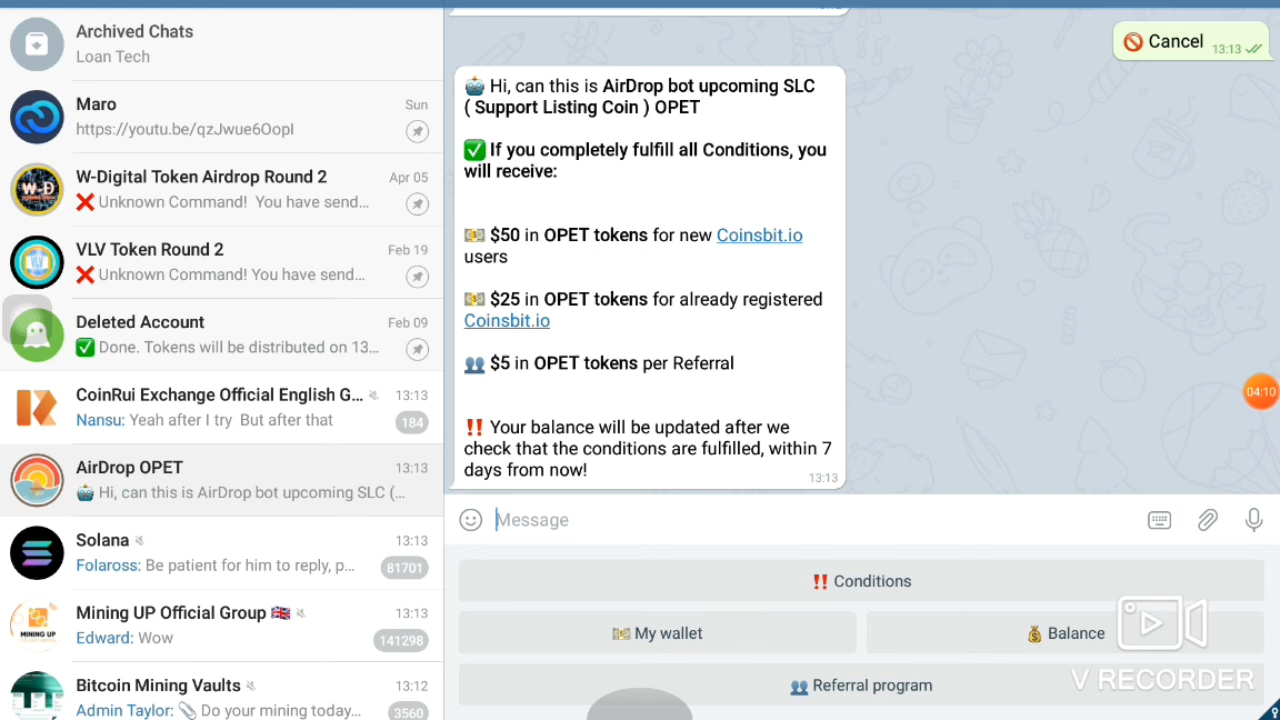 Archived Chats
Loan Tech
Maro
Sun
https://youtu.be/qzJwue6OopI
W-Digital Token Airdrop Round 2
Apr 05
❌ Unknown Command!  You have send...
VLV Token Round 2
Feb 19
❌ Unknown Command! You have send...
Deleted Account
Feb 09
✅ Done. Tokens will be distributed on 13...
CoinRui Exchange Official English G...
13:13
Nansu: Yeah after I try  But after that
184
AirDrop OPET
13:13
🤖 Hi, can this is AirDrop bot upcoming SLC (...
Solana
13:13
Folaross: Be patient for him to reply, p...
81701
Mining UP Official Group 🇬🇧
13:13
MINING UP
Edward: Wow
141298
Bitcoin Mining Vaults
13:12
Admin Taylor: 📎 Do your mining today...
3560
🚫 Cancel 13:13
🤖 Hi, can this is AirDrop bot upcoming SLC
( Support Listing Coin ) OPET
✅ If you completely fulfill all Conditions, you
will receive:
💵 $50 in OPET tokens for new Coinsbit.io
users
💵 $25 in OPET tokens for already registered
Coinsbit.io
👥 $5 in OPET tokens per Referral
‼️ Your balance will be updated after we
check that the conditions are fulfilled, within 7
days from now!
13:13
04:10
Message
‼️ Conditions
💵 My wallet
💰 Balance
👥 Referral program
V RECORDER